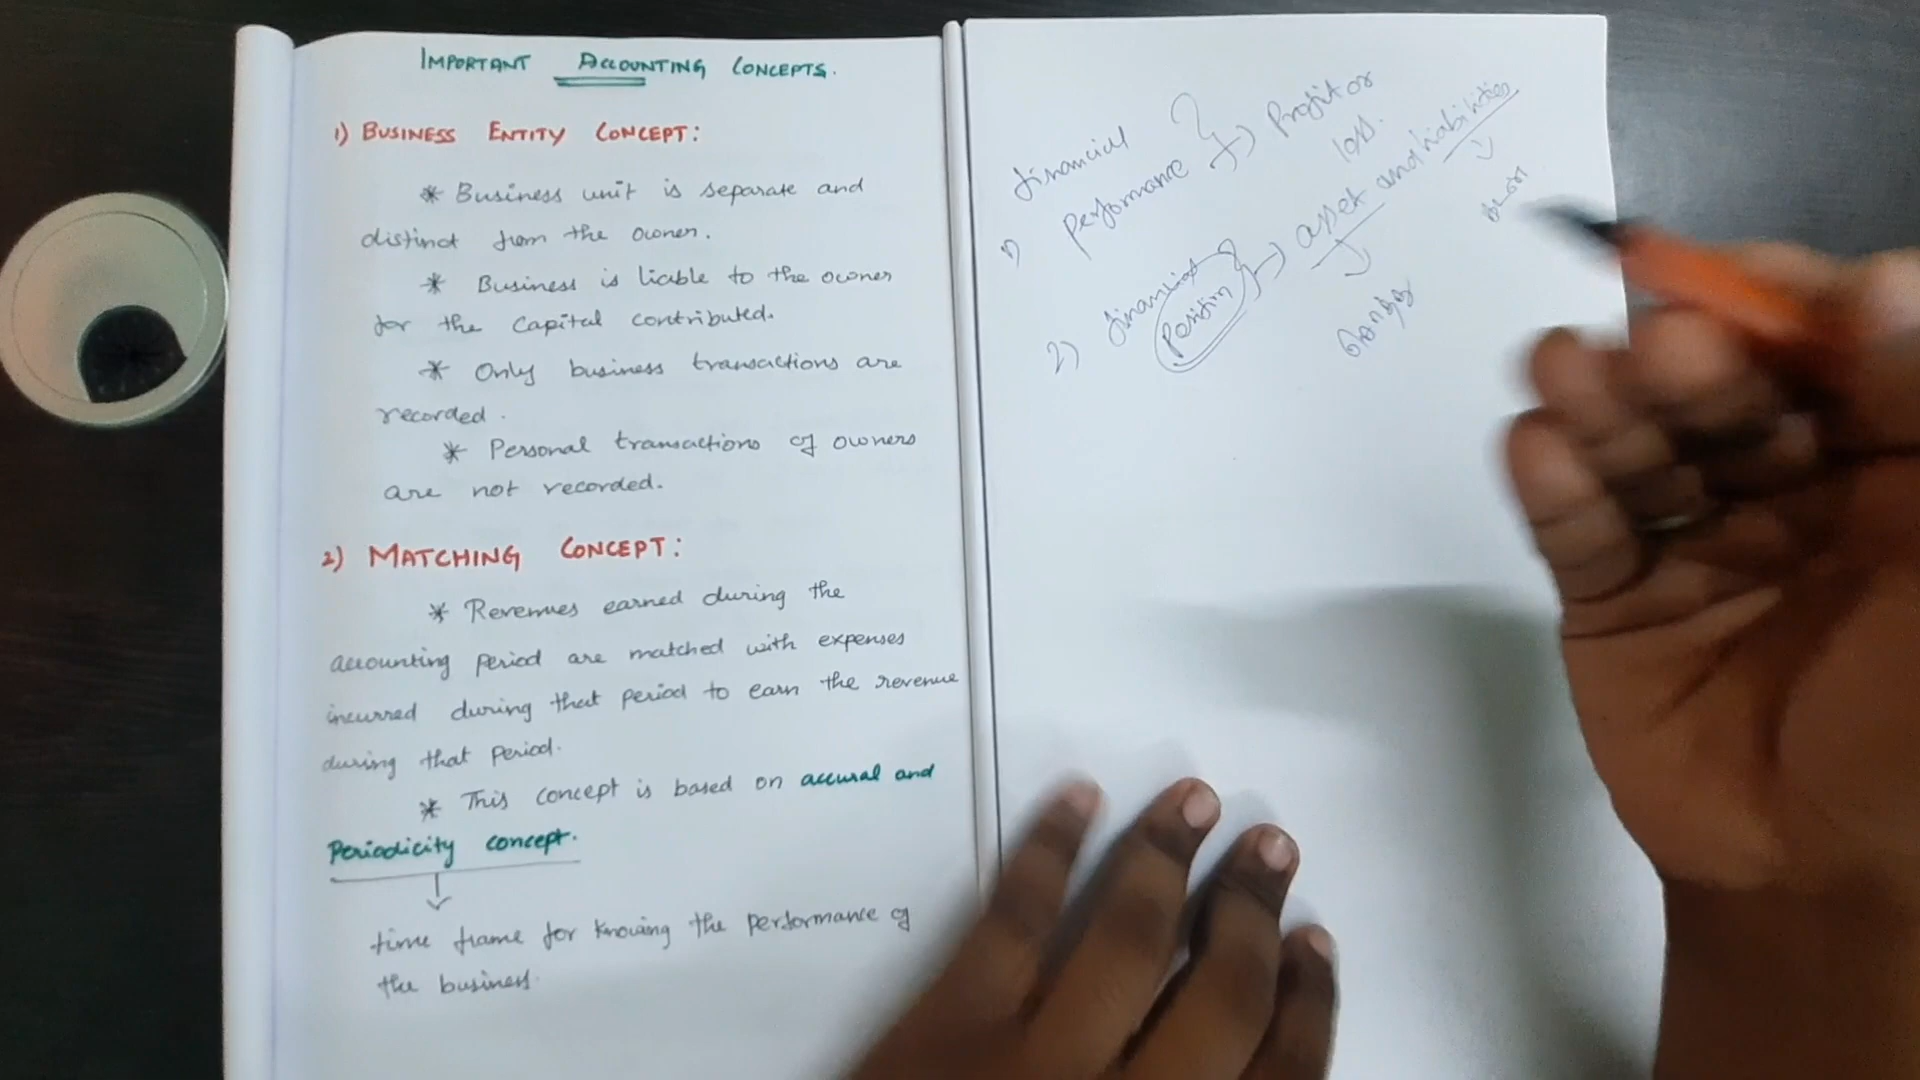 IMPORTANT ACCOUNTING CONCEPTS.
1) BUSINESS ENTITY CONCEPT:
* Business unit is separate and
distinct from the owner.
* Business is liable to the owner
for the capital contributed.
* Only business transactions are
recorded.
* Personal transactions of owners
are not recorded.
2) MATCHING CONCEPT:
* Revenues earned during the
accounting period are matched with expenses
incurred during that period to earn the revenue
during that period.
* This concept is based on accural and
Periodicity concept.
time frame for knowing the performance of
the business.
1) financial
performance } → Profit or
loss.
2) financial
Position } → asset and liabilities
சொத்து
கடன்